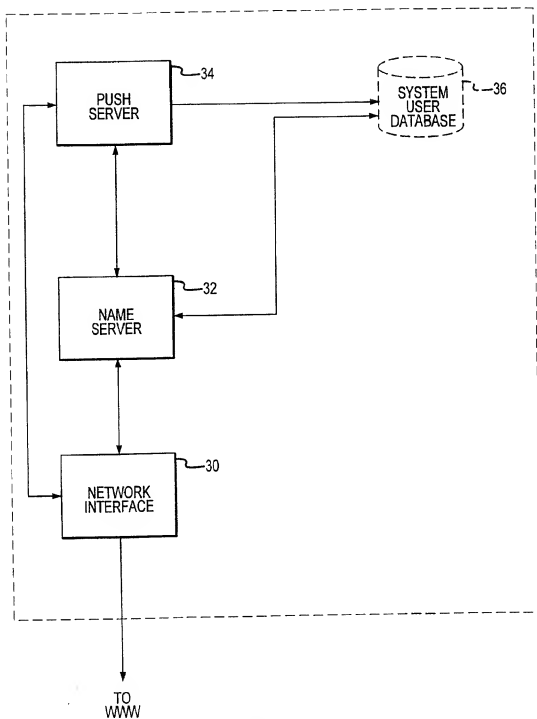 PUSH
SERVER
34
SYSTEM
USER
DATABASE
36
NAME
SERVER
32
NETWORK
INTERFACE
30
TO
WWW